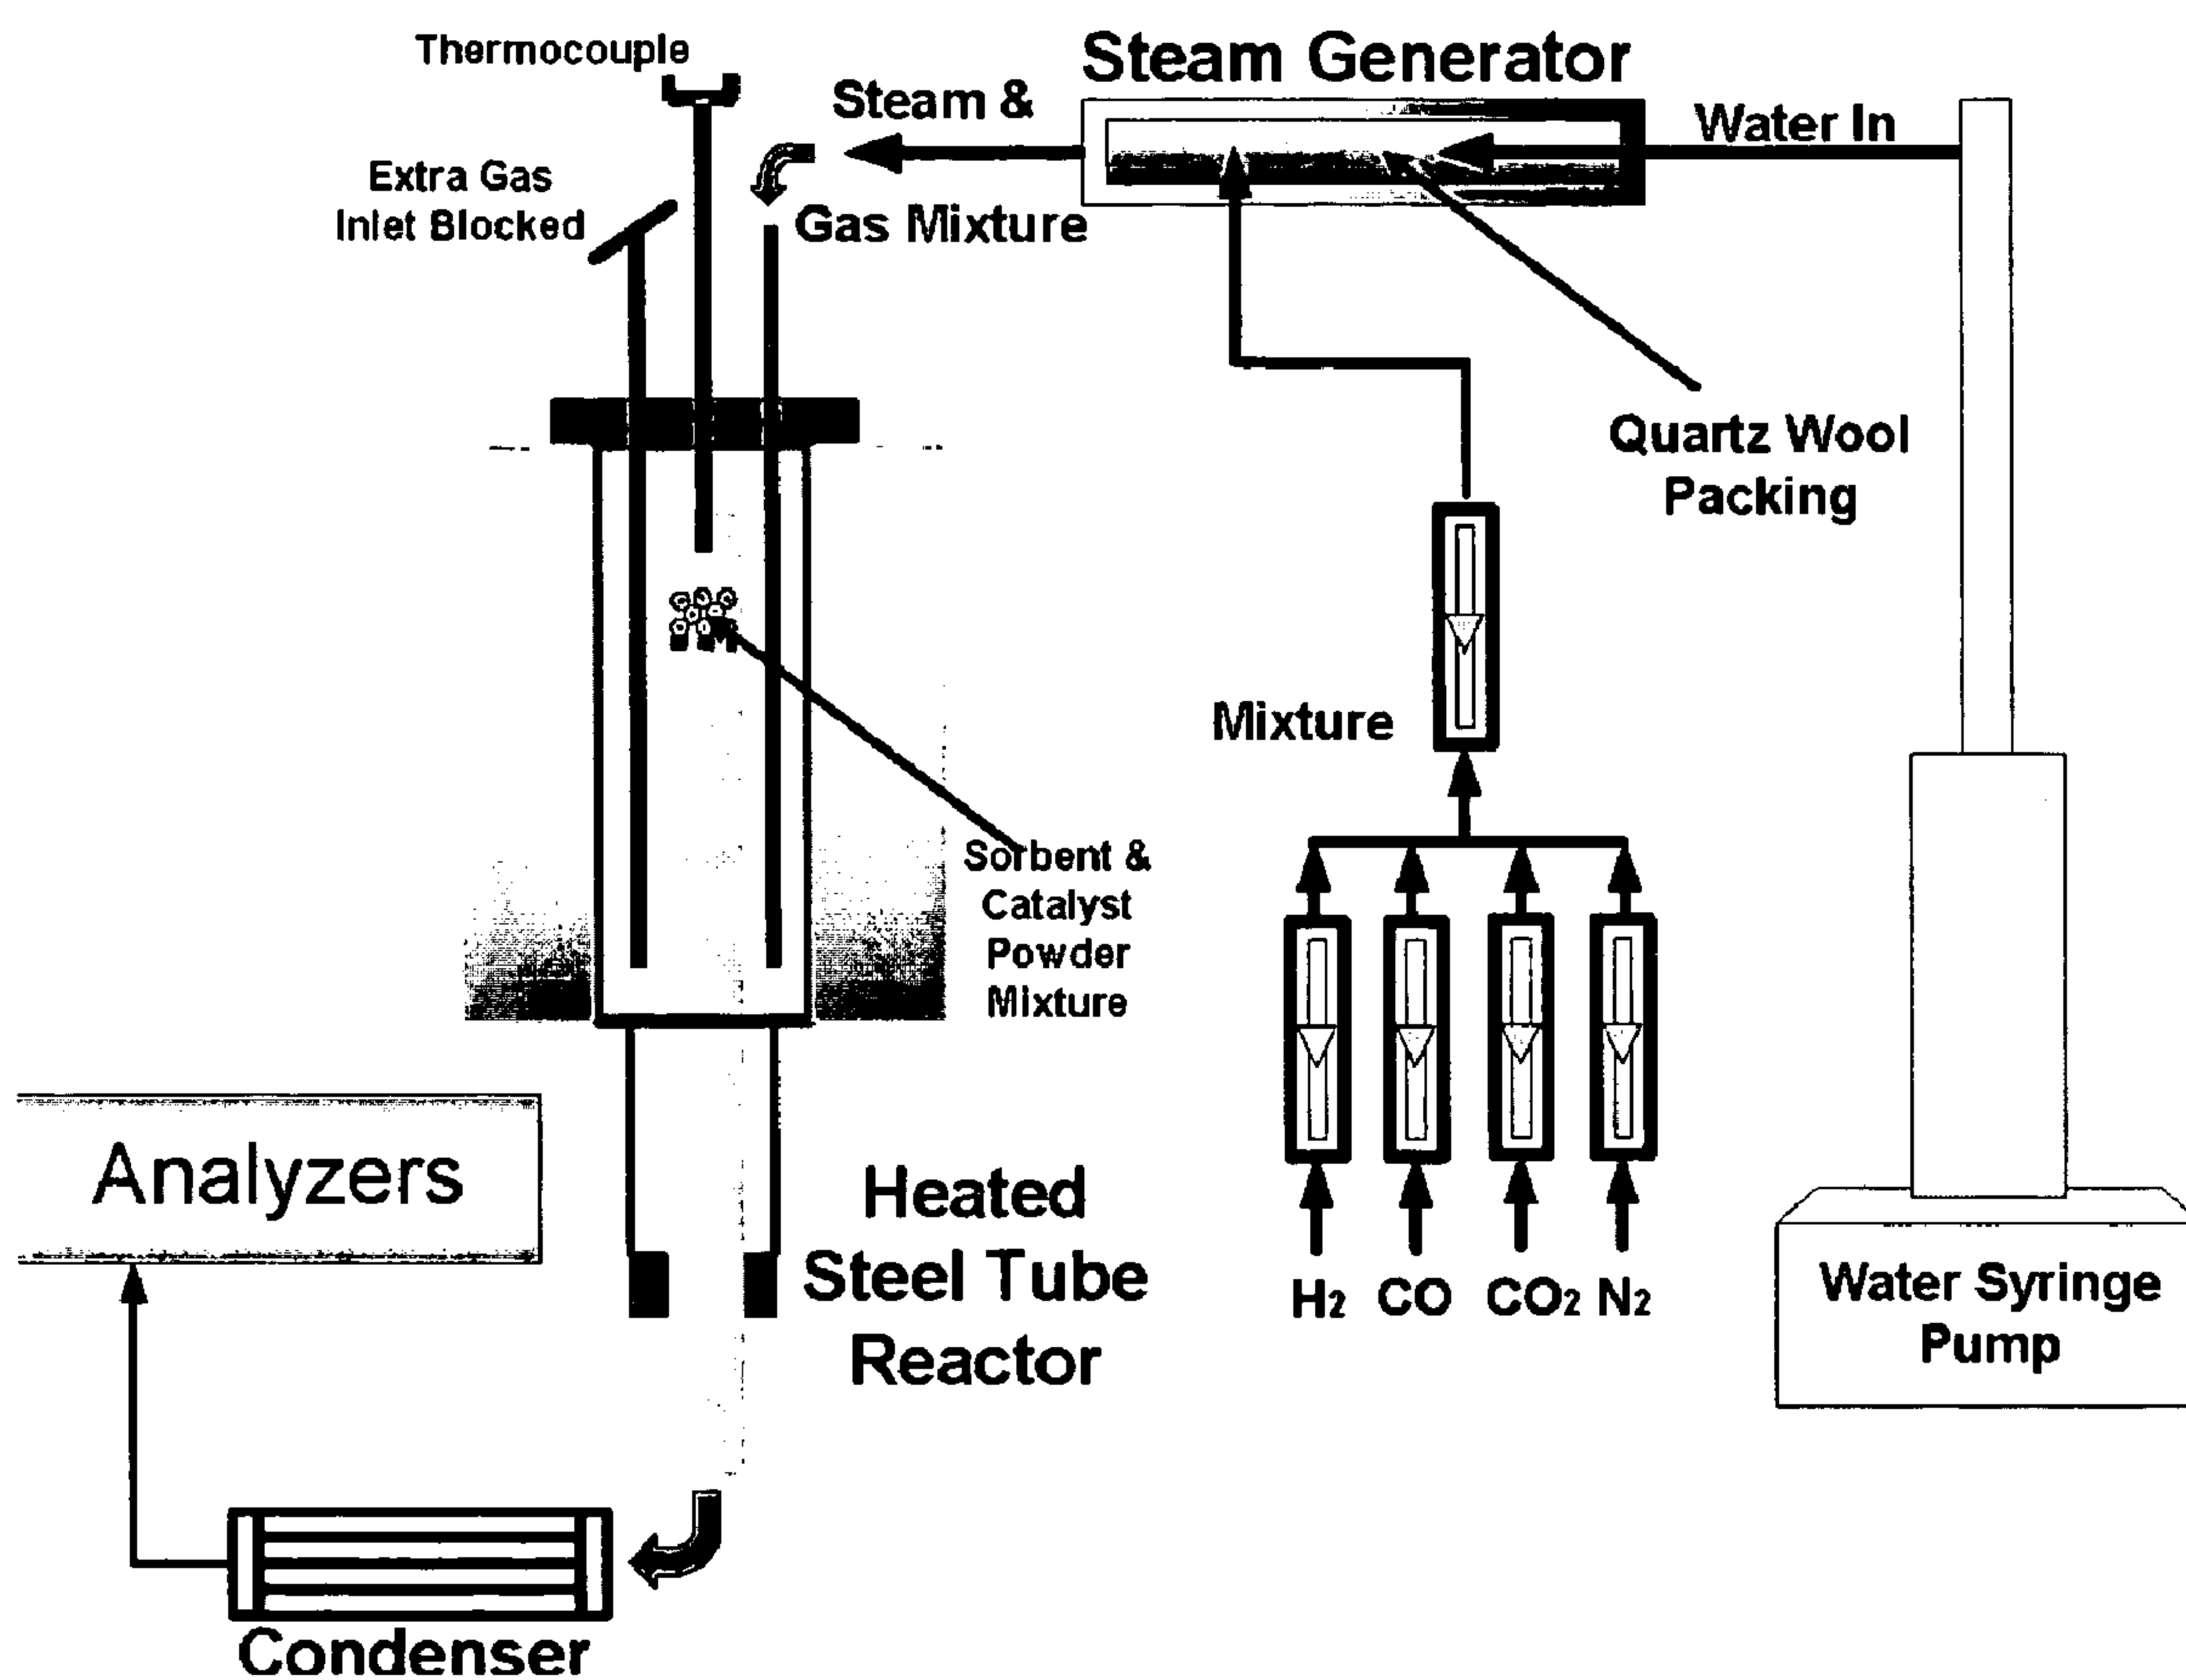 Thermocouple
Steam Generator
Steam &
Gas Mixture
Water In
Extra Gas
Inlet Blocked
Quartz Wool
Packing
Mixture
Sorbent &
Catalyst
Powder
Mixture
Analyzers
Heated
Steel Tube
Reactor
H2 CO CO2 N2
Water Syringe
Pump
Condenser